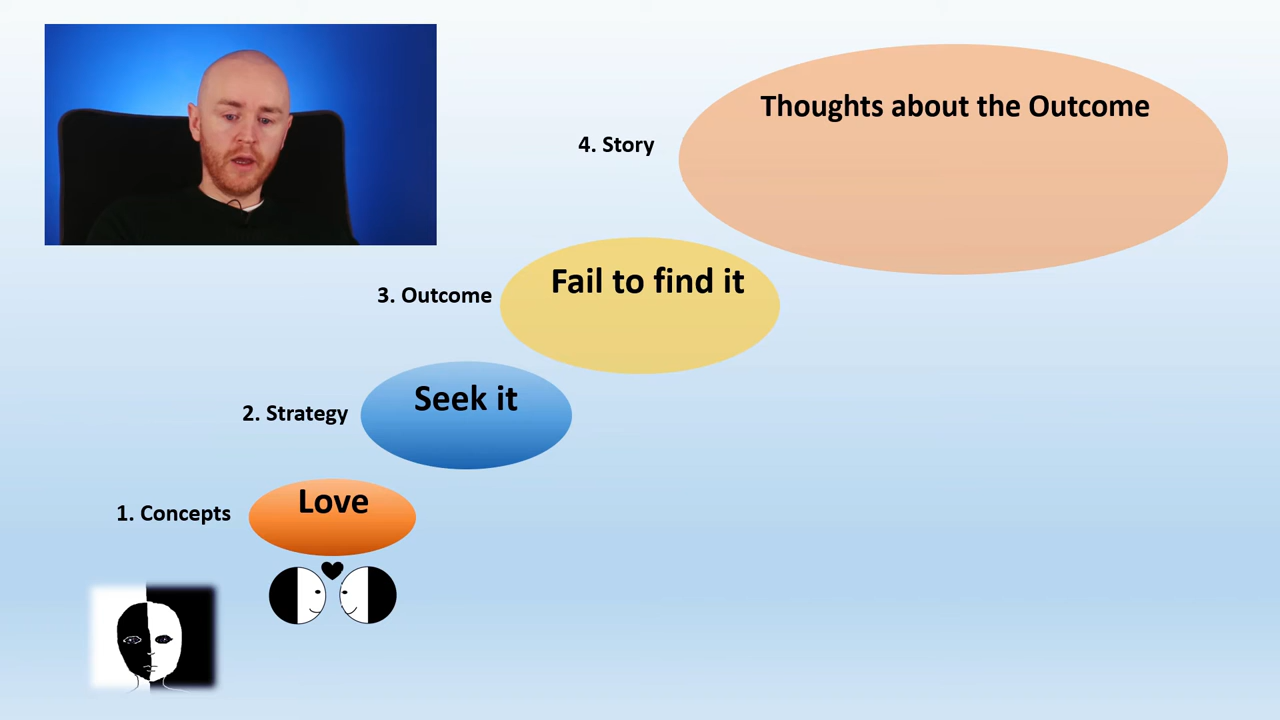 Thoughts about the Outcome
4. Story
Fail to find it
3. Outcome
Seek it
2. Strategy
Love
1. Concepts